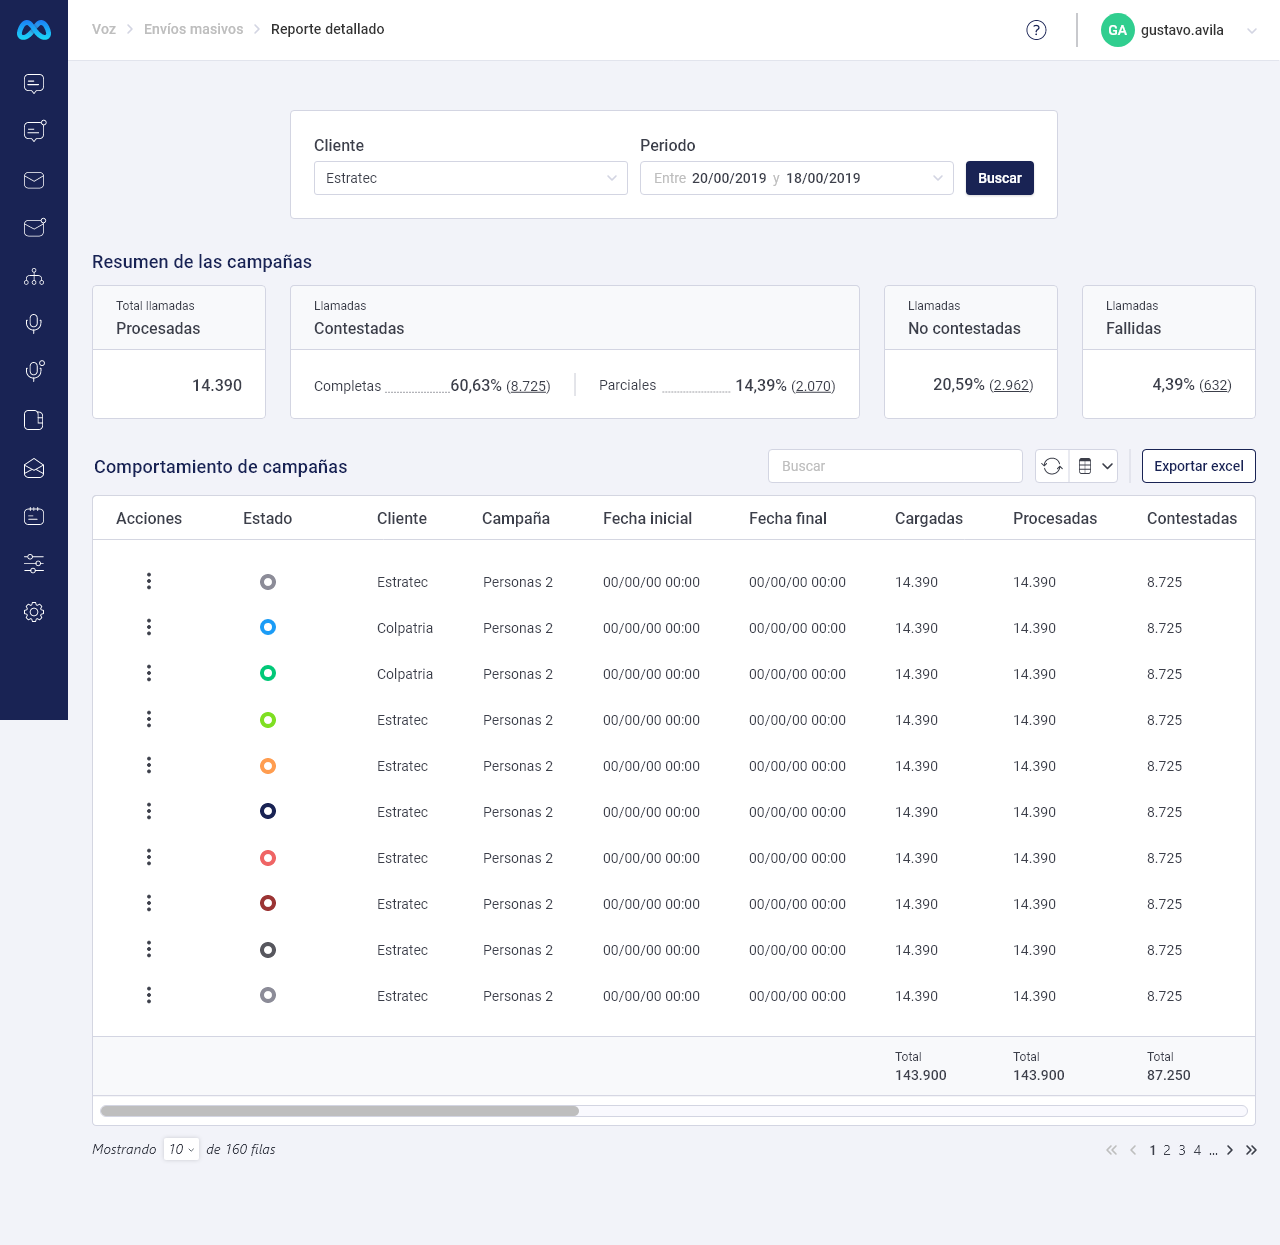 Voz > Envíos masivos > Reporte detallado
?
GA gustavo.avila
Cliente
Periodo
Estratec
Entre 20/00/2019 y 18/00/2019
Buscar
Resumen de las campañas
Total llamadas
Procesadas
14.390
Llamadas
Contestadas
Completas 60,63% (8.725)
Parciales 14,39% (2.070)
Llamadas
No contestadas
20,59% (2.962)
Llamadas
Fallidas
4,39% (632)
Comportamiento de campañas
Buscar
Exportar excel
Acciones Estado Cliente Campaña Fecha inicial Fecha final Cargadas Procesadas Contestadas
Estratec Personas 2 00/00/00 00:00 00/00/00 00:00 14.390 14.390 8.725
Colpatria Personas 2 00/00/00 00:00 00/00/00 00:00 14.390 14.390 8.725
Colpatria Personas 2 00/00/00 00:00 00/00/00 00:00 14.390 14.390 8.725
Estratec Personas 2 00/00/00 00:00 00/00/00 00:00 14.390 14.390 8.725
Estratec Personas 2 00/00/00 00:00 00/00/00 00:00 14.390 14.390 8.725
Estratec Personas 2 00/00/00 00:00 00/00/00 00:00 14.390 14.390 8.725
Estratec Personas 2 00/00/00 00:00 00/00/00 00:00 14.390 14.390 8.725
Estratec Personas 2 00/00/00 00:00 00/00/00 00:00 14.390 14.390 8.725
Estratec Personas 2 00/00/00 00:00 00/00/00 00:00 14.390 14.390 8.725
Estratec Personas 2 00/00/00 00:00 00/00/00 00:00 14.390 14.390 8.725
Total Total Total
143.900 143.900 87.250
Mostrando 10 de 160 filas
« < 1 2 3 4 ... > »